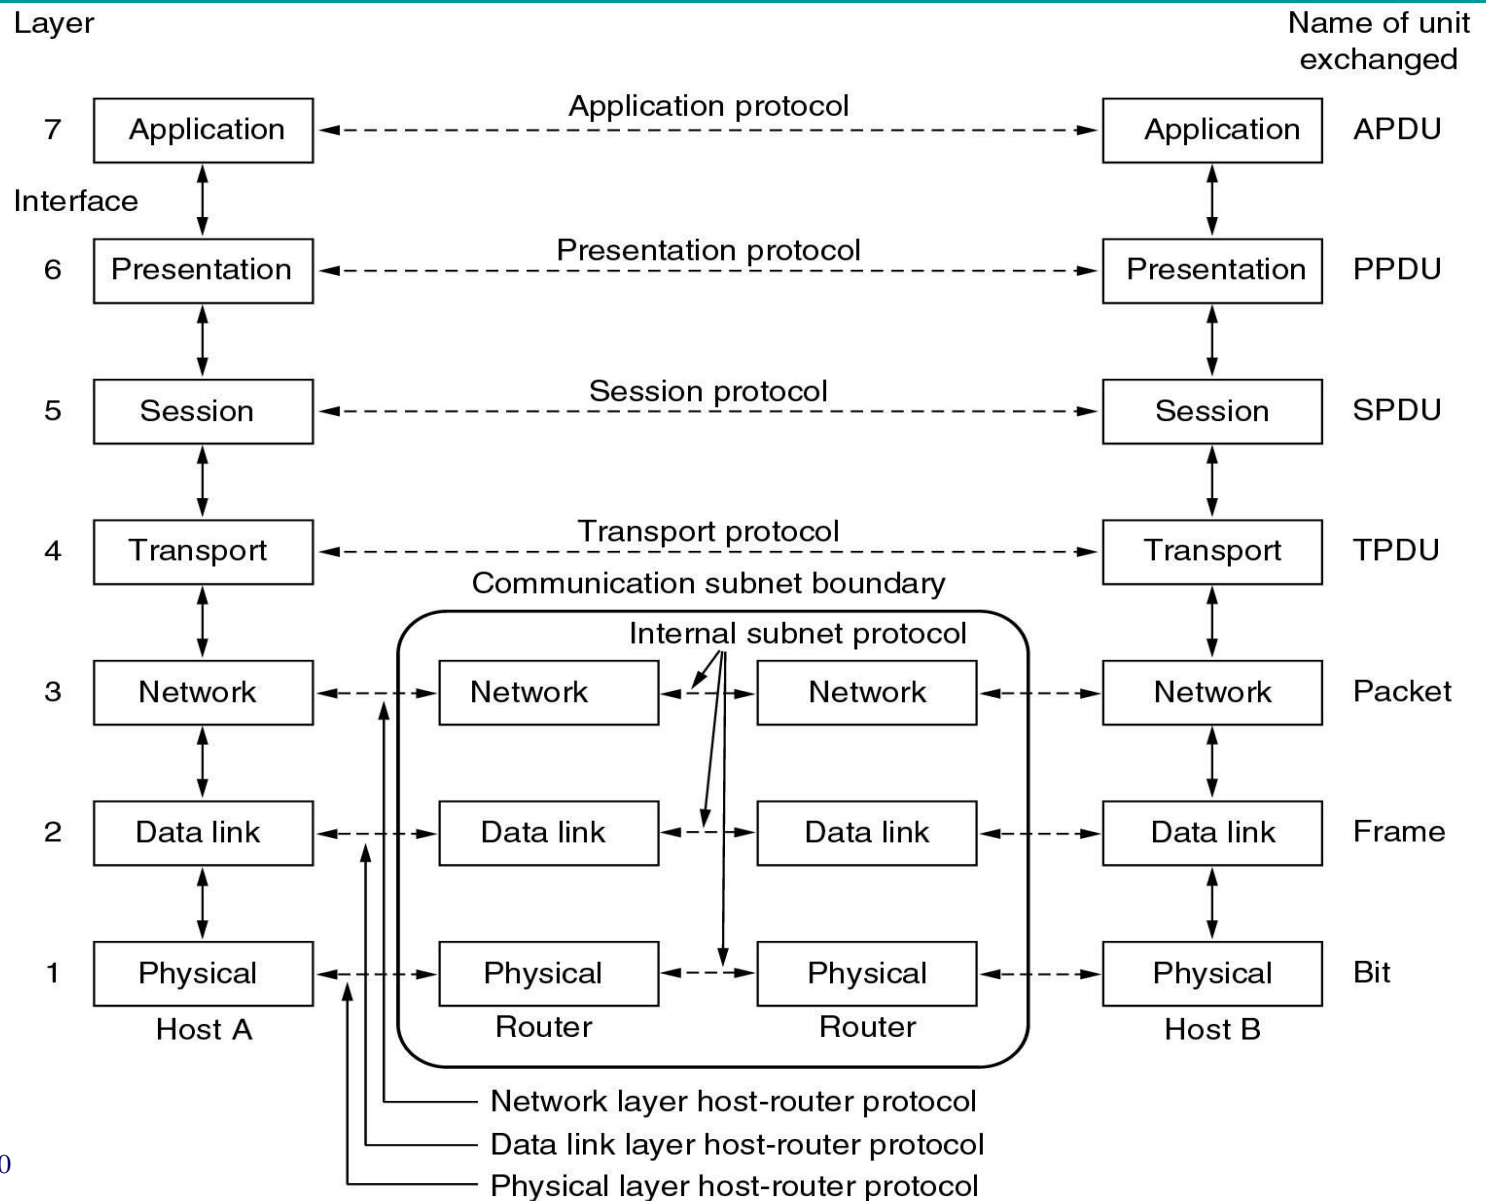 Layer
Name of unit
exchanged
Application protocol
7 Application Application APDU
Interface
Presentation protocol
6 Presentation Presentation PPDU
Session protocol
5 Session Session SPDU
Transport protocol
4 Transport Transport TPDU
Communication subnet boundary
Internal subnet protocol
3 Network Network Network Network Packet
2 Data link Data link Data link Data link Frame
1 Physical Physical Physical Physical Bit
Host A Router Router Host B
Network layer host-router protocol
Data link layer host-router protocol
0
Physical layer host-router protocol